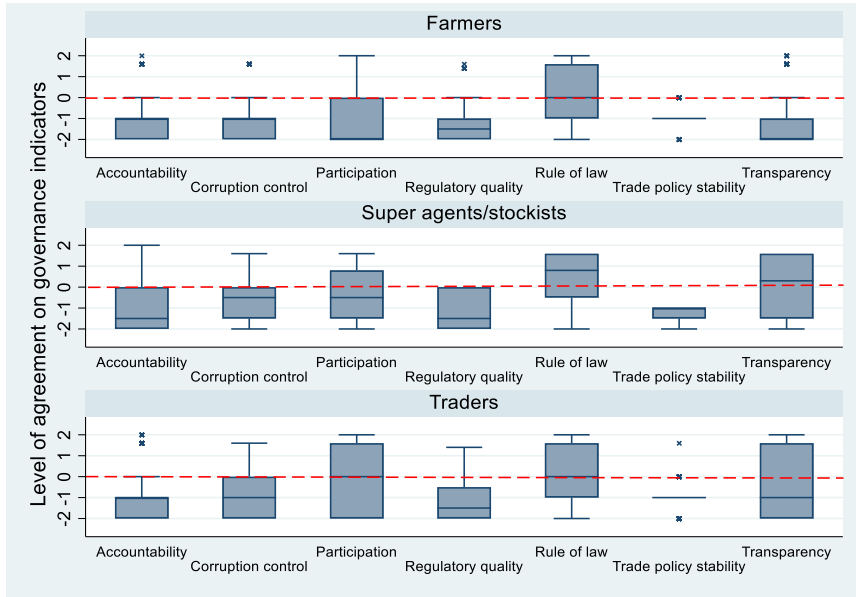 Level of agreement on governance indicators
Farmers
2
1
0
-1
-2
Accountability
Corruption control
Participation
Regulatory quality
Rule of law
Trade policy stability
Transparency
Super agents/stockists
2
1
0
-1
-2
Accountability
Corruption control
Participation
Regulatory quality
Rule of law
Trade policy stability
Transparency
Traders
2
1
0
-1
-2
Accountability
Corruption control
Participation
Regulatory quality
Rule of law
Trade policy stability
Transparency